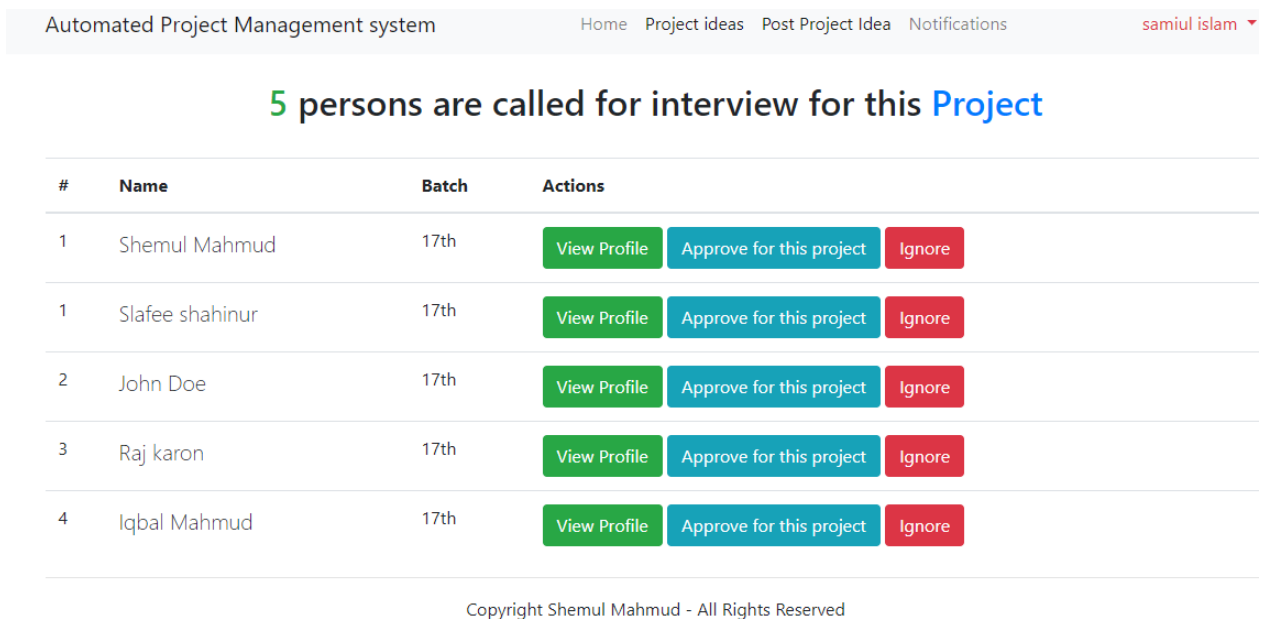 Automated Project Management system Home Project ideas Post Project Idea Notifications samiul islam
5 persons are called for interview for this Project
# Name Batch Actions
1 Shemul Mahmud 17th View Profile Approve for this project Ignore
1 Slafee shahinur 17th View Profile Approve for this project Ignore
2 John Doe 17th View Profile Approve for this project Ignore
3 Raj karon 17th View Profile Approve for this project Ignore
4 Iqbal Mahmud 17th View Profile Approve for this project Ignore
Copyright Shemul Mahmud - All Rights Reserved